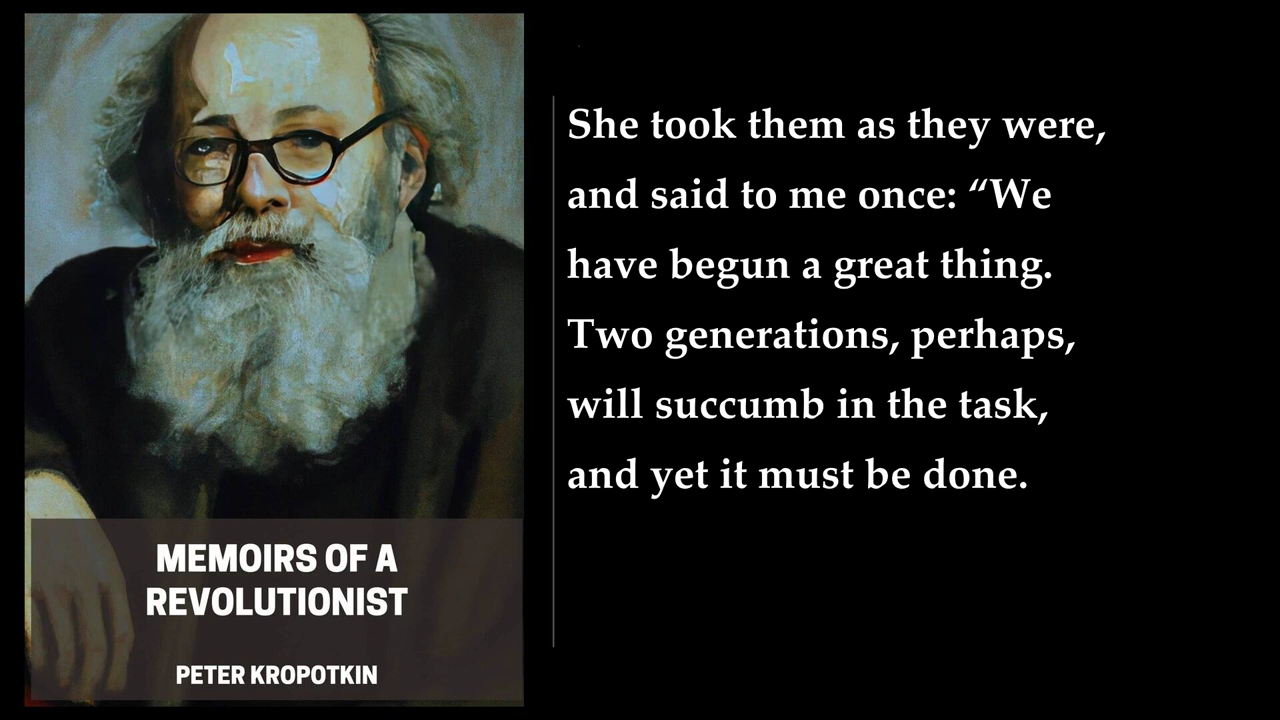 MEMOIRS OF A
REVOLUTIONIST
PETER KROPOTKIN
She took them as they were,
and said to me once: “We
have begun a great thing.
Two generations, perhaps,
will succumb in the task,
and yet it must be done.